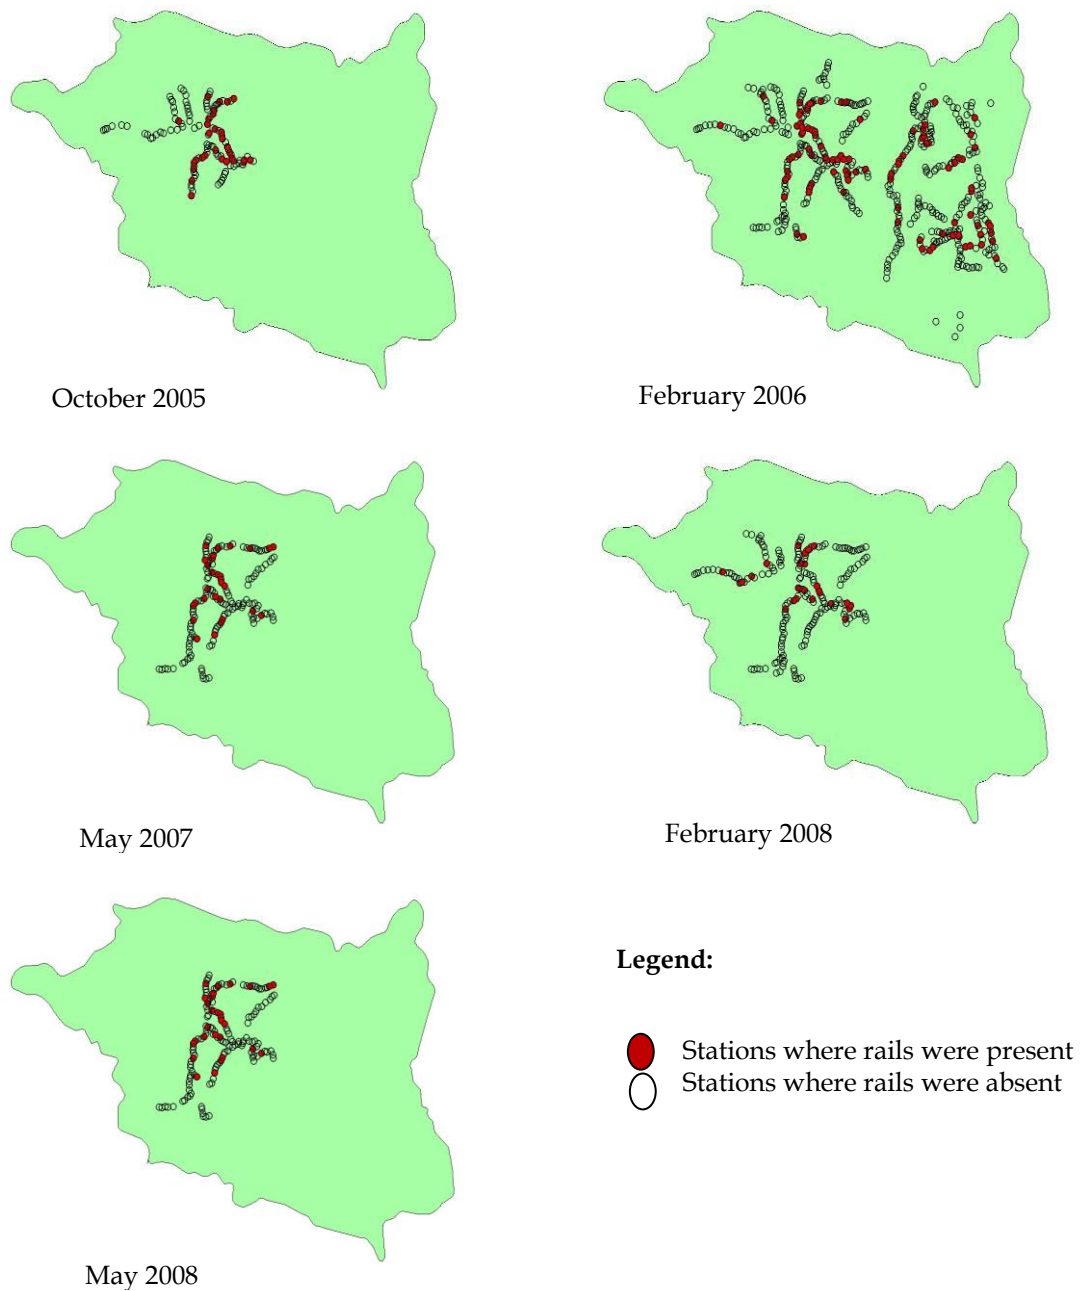 October 2005
February 2006
May 2007
February 2008
Legend:
Stations where rails were present
Stations where rails were absent
May 2008